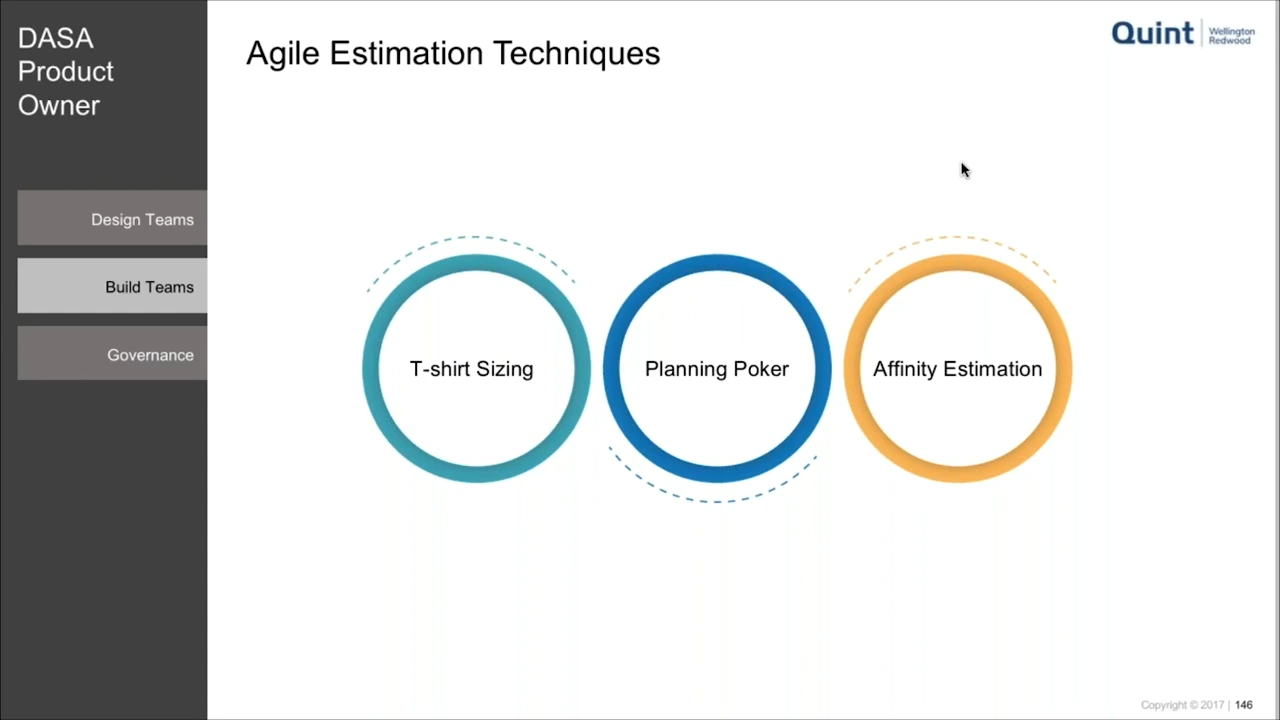 DASA
Product
Owner
Design Teams
Build Teams
Governance
Agile Estimation Techniques
Quint
Wellington
Redwood
T-shirt Sizing
Planning Poker
Affinity Estimation
Copyright © 2017 | 146